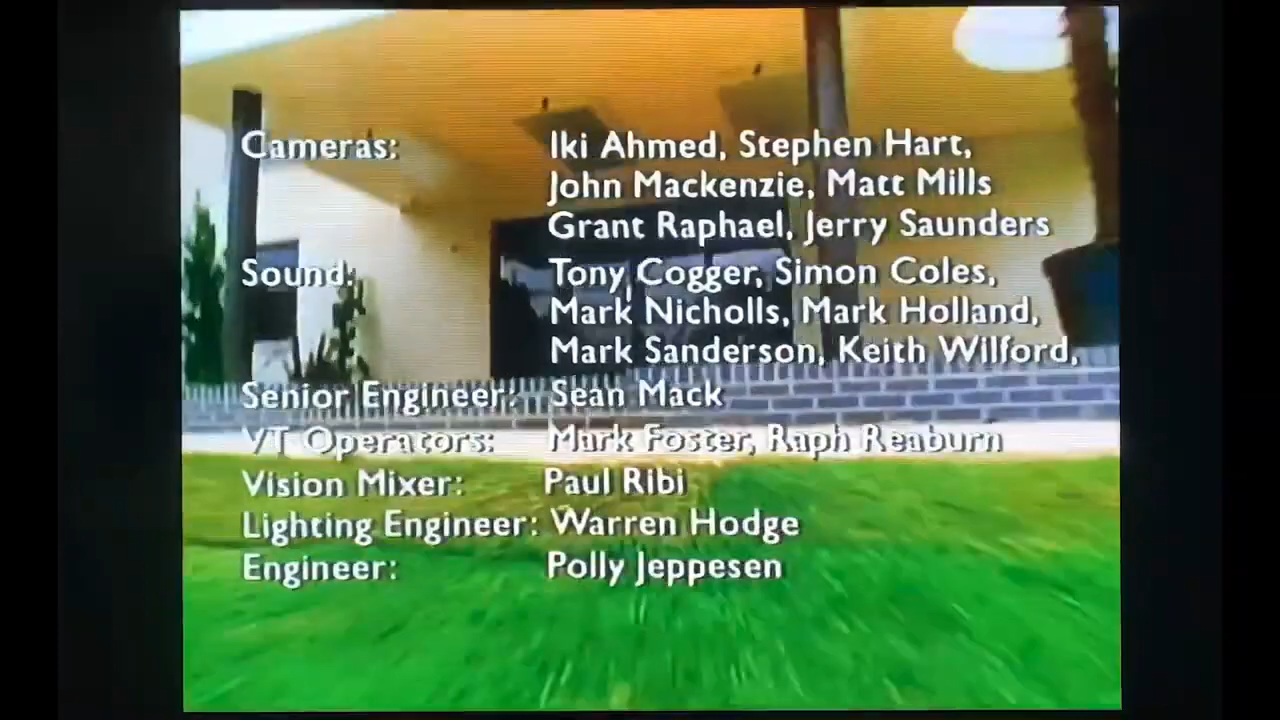 Cameras: Iki Ahmed, Stephen Hart,
John Mackenzie, Matt Mills
Grant Raphael, Jerry Saunders
Sound: Tony Cogger, Simon Coles,
Mark Nicholls, Mark Holland,
Mark Sanderson, Keith Wilford,
Senior Engineer: Sean Mack
VT Operators: Mark Foster, Raph Reaburn
Vision Mixer: Paul Ribi
Lighting Engineer: Warren Hodge
Engineer: Polly Jeppesen